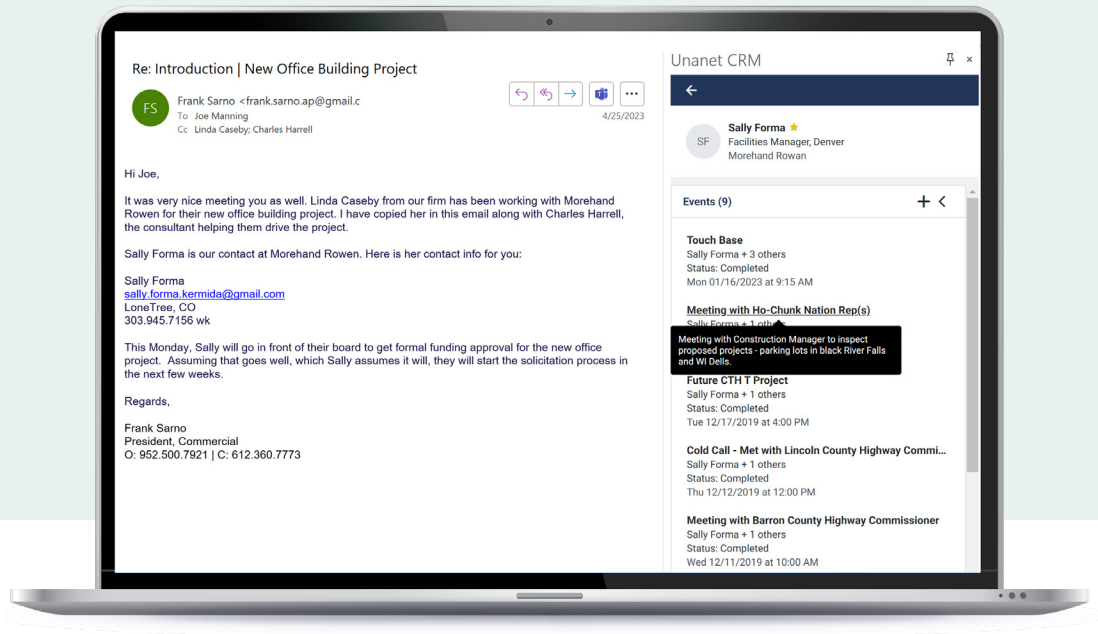 Re: Introduction | New Office Building Project
FS
Frank Sarno <frank.sarno.ap@gmail.c
To Joe Manning
Cc Linda Caseby; Charles Harrell
4/25/2023
Hi Joe,
It was very nice meeting you as well. Linda Caseby from our firm has been working with Morehand
Rowen for their new office building project. I have copied her in this email along with Charles Harrell,
the consultant helping them drive the project.
Sally Forma is our contact at Morehand Rowen. Here is her contact info for you:
Sally Forma
sally.forma.kermida@gmail.com
LoneTree, CO
303.945.7156 wk
This Monday, Sally will go in front of their board to get formal funding approval for the new office
project. Assuming that goes well, which Sally assumes it will, they will start the solicitation process in
the next few weeks.
Regards,
Frank Sarno
President, Commercial
O: 952.500.7921 | C: 612.360.7773
Unanet CRM
SF
Sally Forma
Facilities Manager, Denver
Morehand Rowan
Events (9)
Touch Base
Sally Forma + 3 others
Status: Completed
Mon 01/16/2023 at 9:15 AM
Meeting with Ho-Chunk Nation Rep(s)
Sally Forma + 1 others
Meeting with Construction Manager to inspect
proposed projects - parking lots in black River Falls
and WI Dells.
Future CTH T Project
Sally Forma + 1 others
Status: Completed
Tue 12/17/2019 at 4:00 PM
Cold Call - Met with Lincoln County Highway Commi...
Sally Forma + 1 others
Status: Completed
Thu 12/12/2019 at 12:00 PM
Meeting with Barron County Highway Commissioner
Sally Forma + 1 others
Status: Completed
Wed 12/11/2019 at 10:00 AM